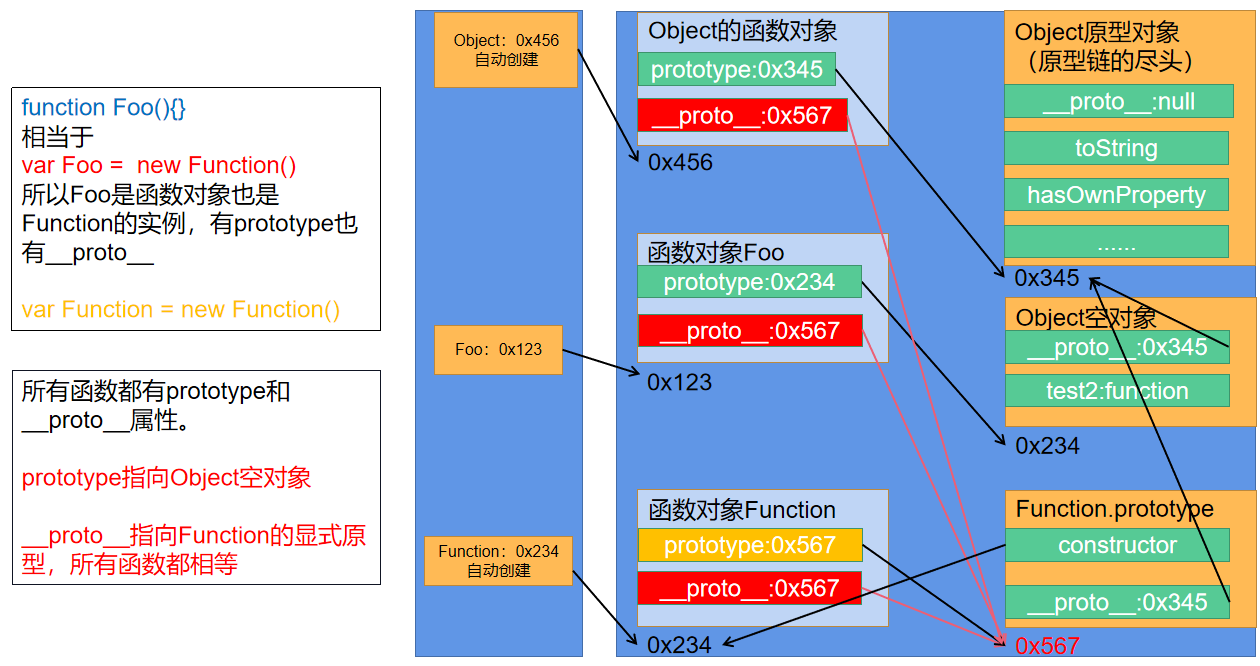 function Foo(){}
相当于
var Foo =  new Function()
所以Foo是函数对象也是
Function的实例，有prototype也
有__proto__
var Function = new Function()
所有函数都有prototype和
__proto__属性。
prototype指向Object空对象
__proto__指向Function的显式原
型，所有函数都相等
Object：0x456
自动创建
Foo：0x123
Function：0x234
自动创建
Object的函数对象
prototype:0x345
__proto__:0x567
0x456
函数对象Foo
prototype:0x234
__proto__:0x567
0x123
函数对象Function
prototype:0x567
__proto__:0x567
0x234
Object原型对象
（原型链的尽头）
__proto__:null
toString
hasOwnProperty
......
0x345
Object空对象
__proto__:0x345
test2:function
0x234
Function.prototype
constructor
__proto__:0x345
0x567